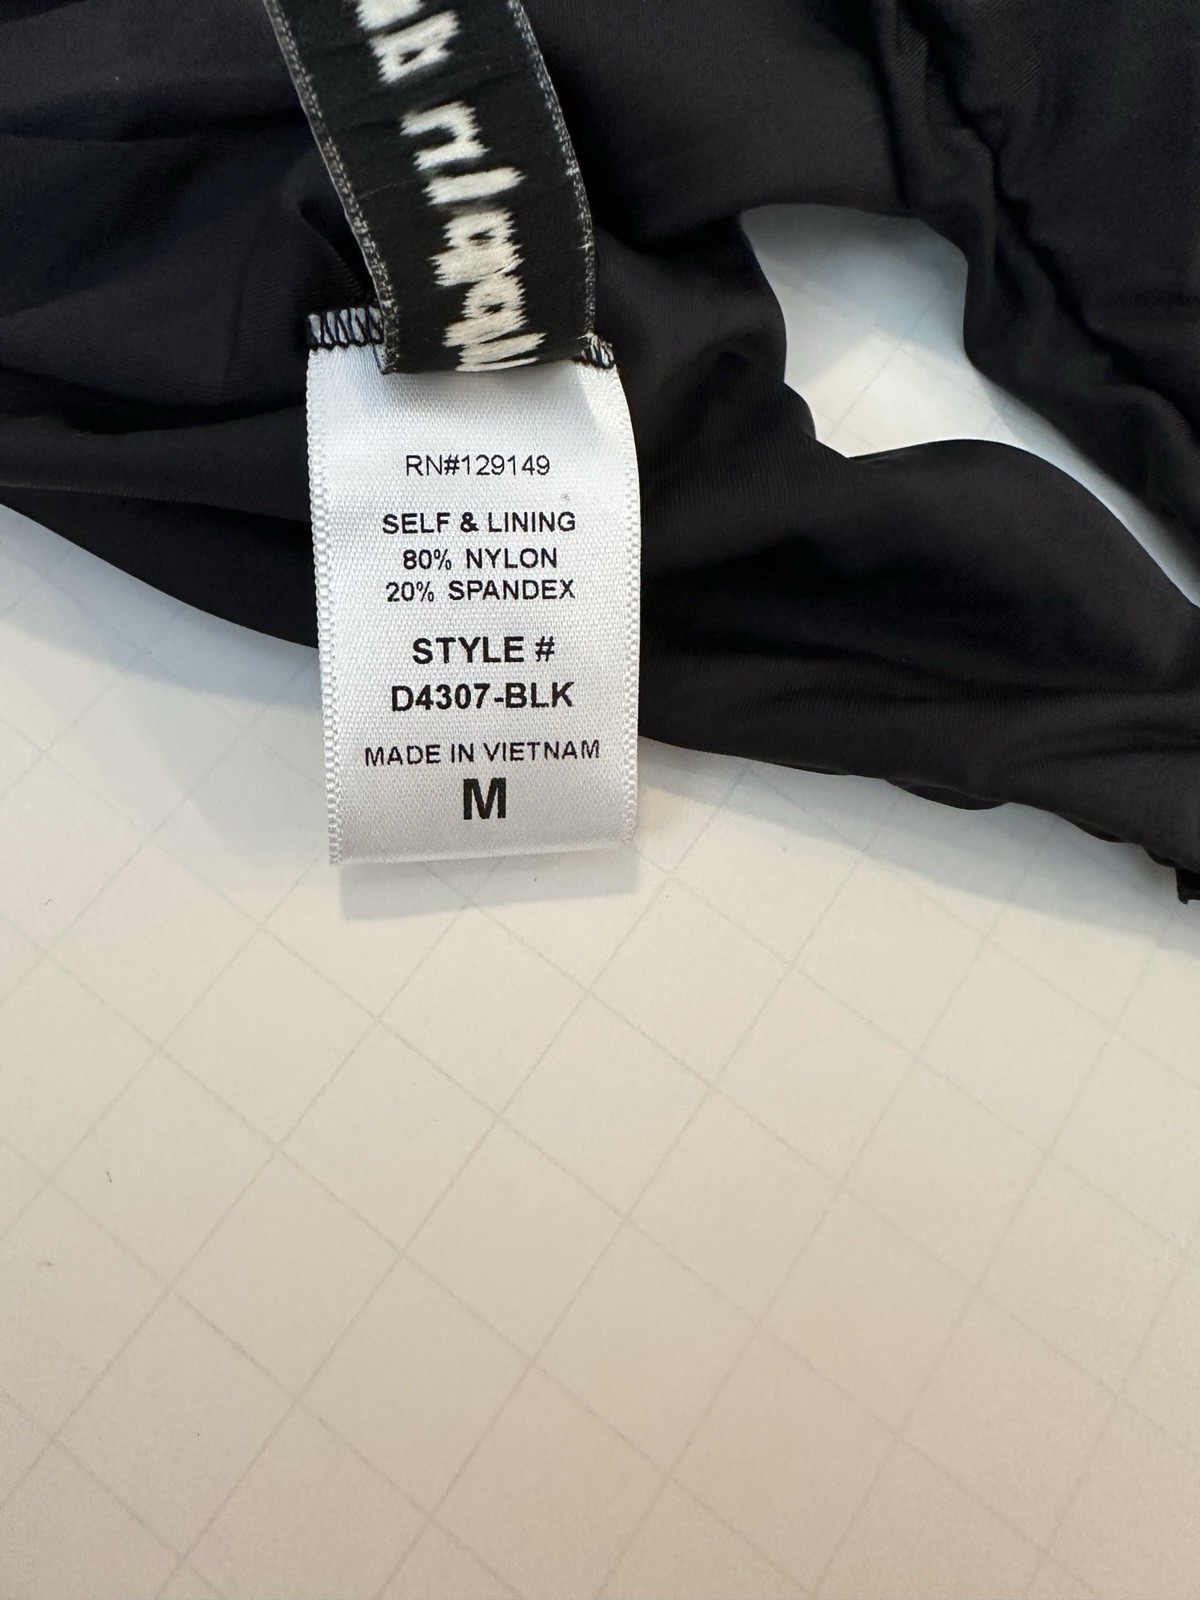 RN#129149
SELF & LINING
80% NYLON
20% SPANDEX
STYLE #
D4307-BLK
MADE IN VIETNAM
M